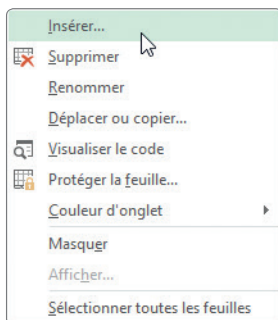 Insérer...
Supprimer
Renommer
Déplacer ou copier...
Visualiser le code
Protéger la feuille...
Couleur d'onglet
Masquer
Afficher...
Sélectionner toutes les feuilles